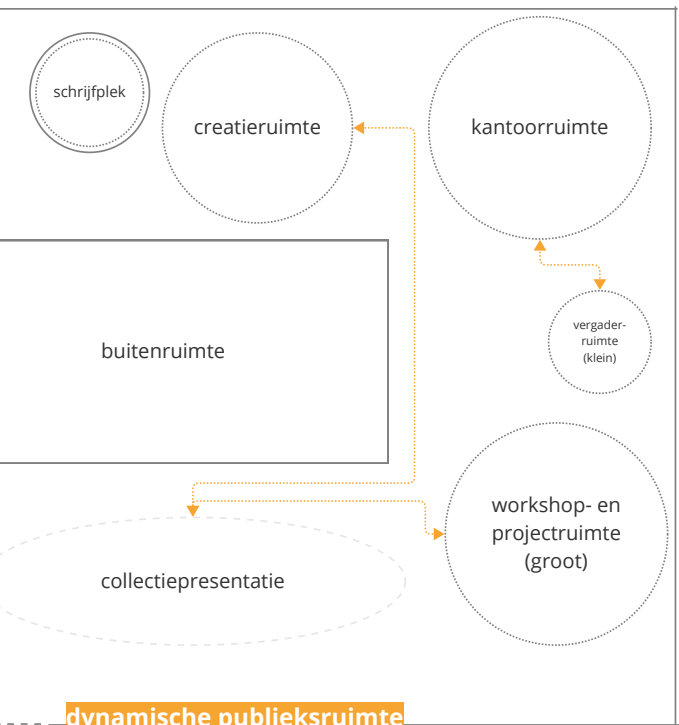 schrijfplek
creatieruimte
kantoorruimte
vergader-
ruimte
(klein)
buitenruimte
workshop- en
projectruimte
(groot)
collectiepresentatie
dynamische publieksruimte